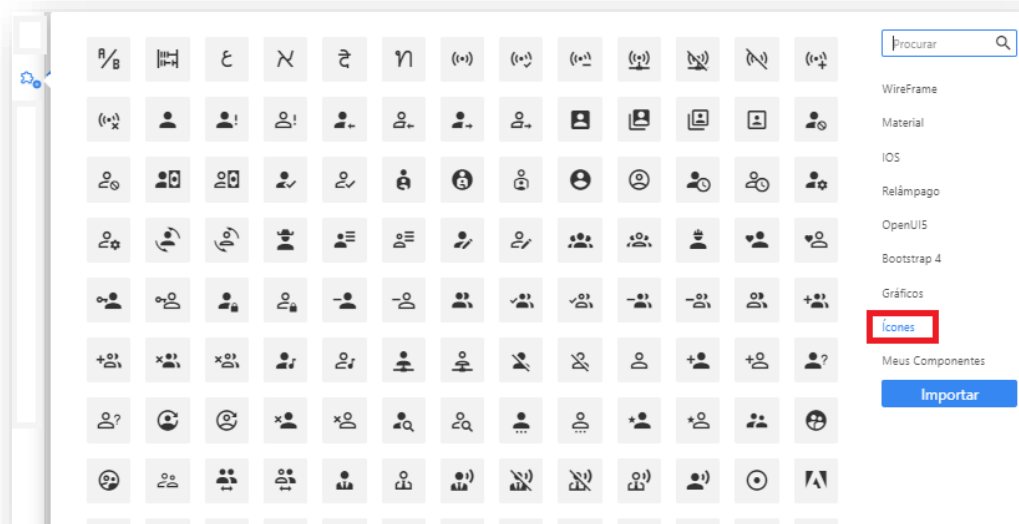 Procurar
WireFrame
Material
IOS
Relâmpago
OpenUI5
Bootstrap 4
Gráficos
Ícones
Meus Componentes
Importar